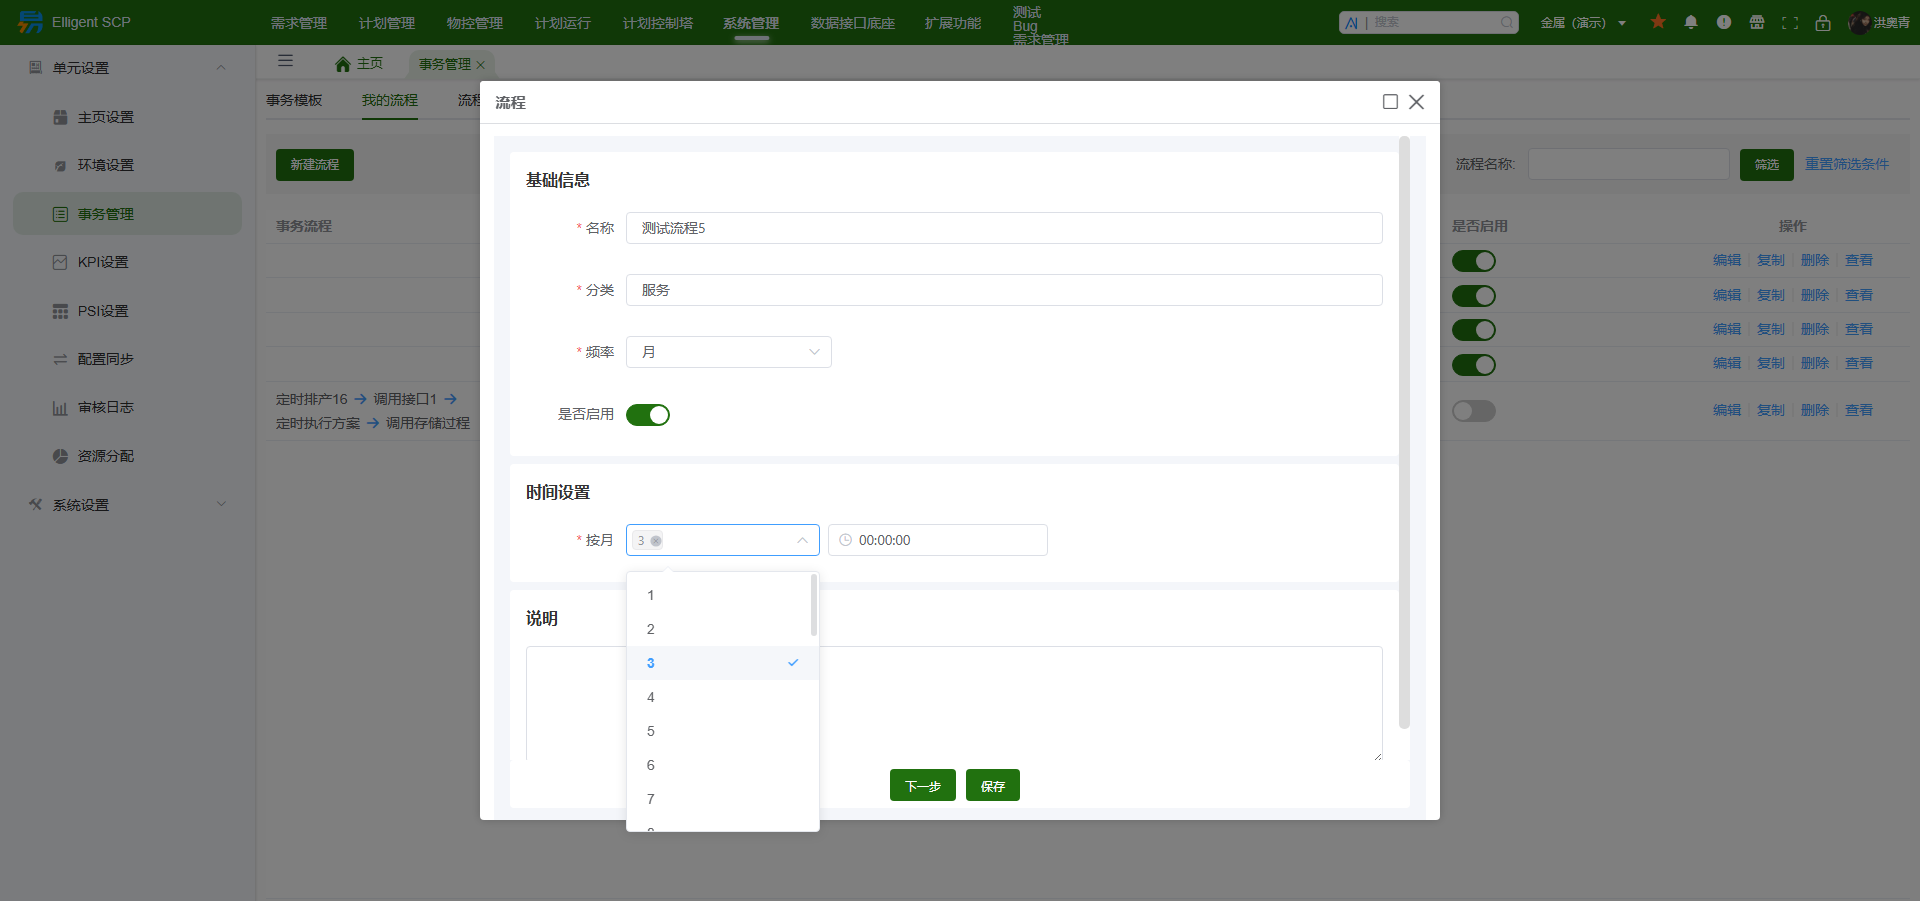 Elligent SCP
需求管理
计划管理
物控管理
计划运行
计划控制塔
系统管理
数据接口底座
扩展功能
测试
Bug
需求管理
AI | 搜索
金属（演示）
洪奥青
单元设置
主页设置
环境设置
事务管理
KPI设置
PSI设置
配置同步
审核日志
资源分配
系统设置
主页
事务管理
事务模板
我的流程
新建流程
流程名称:
筛选
重置筛选条件
事务流程
是否启用
操作
编辑 复制 删除 查看
编辑 复制 删除 查看
编辑 复制 删除 查看
编辑 复制 删除 查看
定时排产16 → 调用接口1 →
定时执行方案 → 调用存储过程
编辑 复制 删除 查看
流程
基础信息
* 名称 测试流程5
* 分类 服务
* 频率 月
是否启用
时间设置
* 按月 3 00:00:00
1
2
3
4
5
6
7
说明
下一步
保存